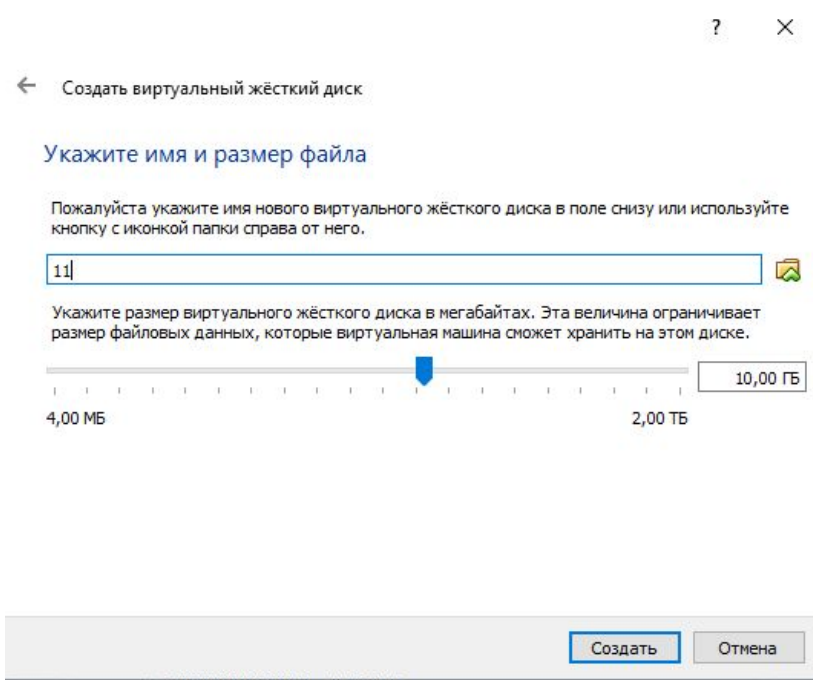 ?
Создать виртуальный жёсткий диск
Укажите имя и размер файла
Пожалуйста укажите имя нового виртуального жёсткого диска в поле снизу или используйте
кнопку с иконкой папки справа от него.
11
Укажите размер виртуального жёсткого диска в мегабайтах. Эта величина ограничивает
размер файловых данных, которые виртуальная машина сможет хранить на этом диске.
10,00 ГБ
4,00 МБ 2,00 ТБ
Создать Отмена